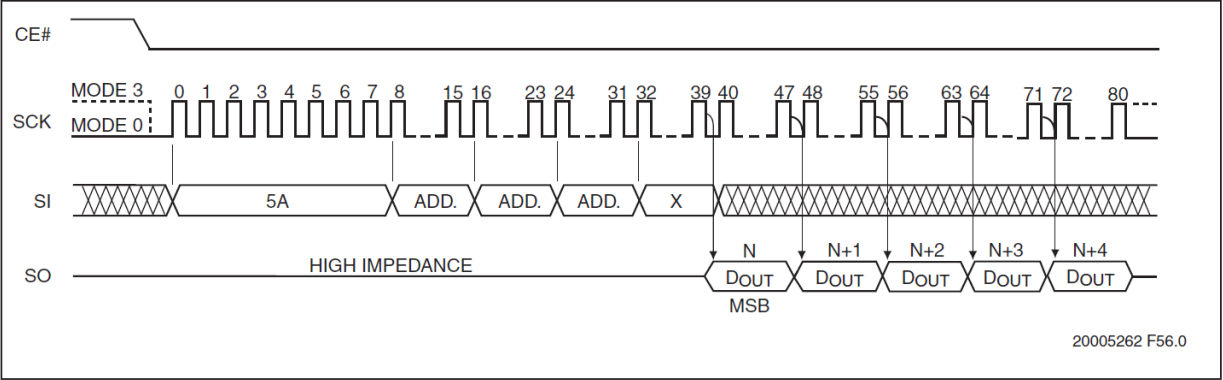 CE#
MODE 3 0 1 2 3 4 5 6 7 8 15 16 23 24 31 32 39 40 47 48 55 56 63 64 71 72 80
SCK
MODE 0
SI 5A ADD. ADD. ADD. X
N N+1 N+2 N+3 N+4
SO HIGH IMPEDANCE DOUT DOUT DOUT DOUT DOUT
MSB
20005262 F56.0